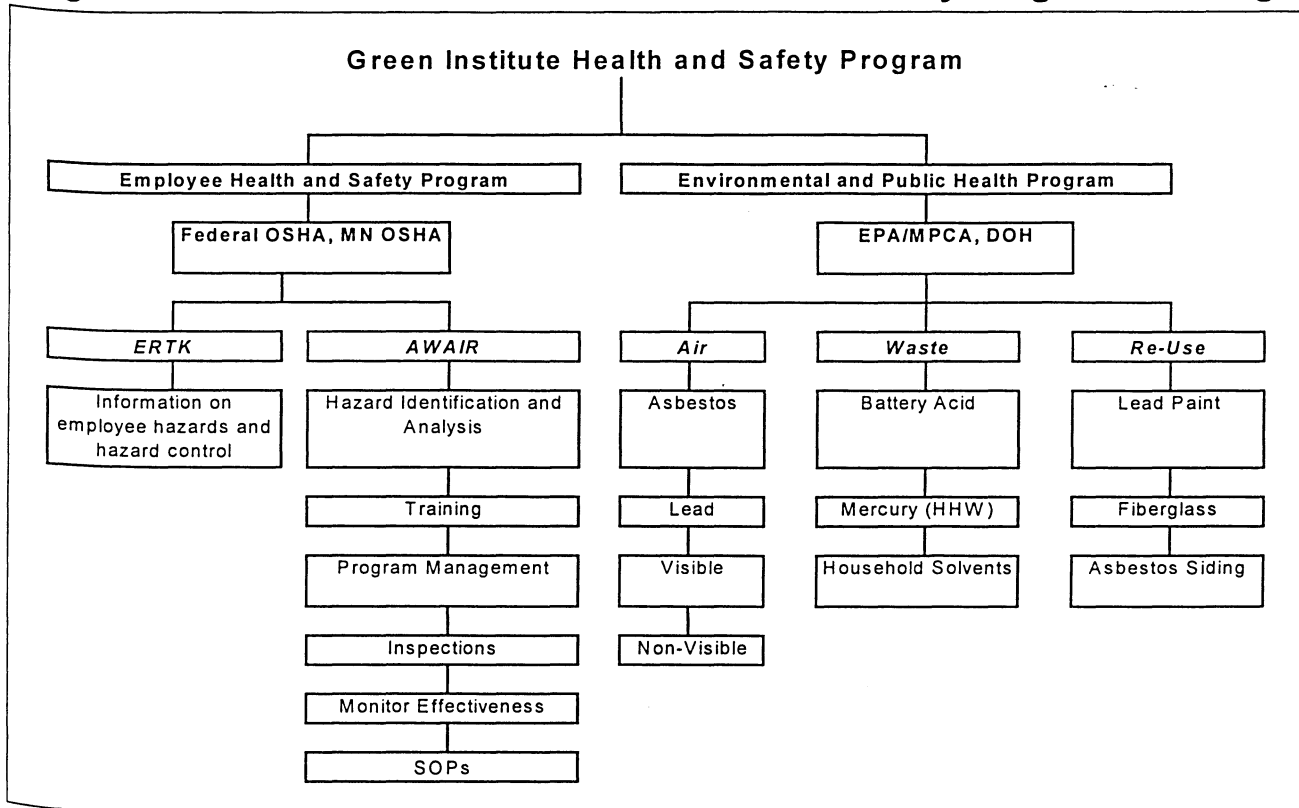 Green Institute Health and Safety Program
Employee Health and Safety Program
Environmental and Public Health Program
Federal OSHA, MN OSHA
EPA/MPCA, DOH
ERTK
AWAIR
Air
Waste
Re-Use
Information on
employee hazards and
hazard control
Hazard Identification and
Analysis
Asbestos
Battery Acid
Lead Paint
Training
Lead
Mercury (HHW)
Fiberglass
Program Management
Visible
Household Solvents
Asbestos Siding
Inspections
Non-Visible
Monitor Effectiveness
SOPs